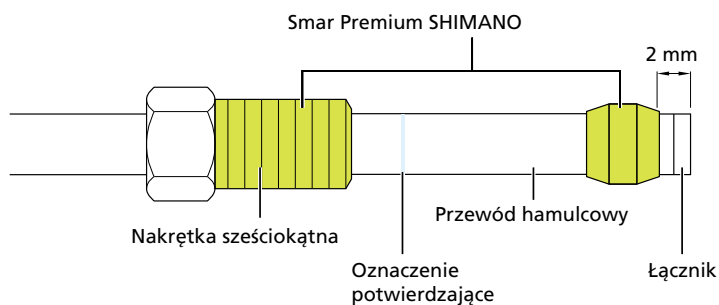 Smar Premium SHIMANO
2 mm
Nakrętka sześciokątna
Przewód hamulcowy
Oznaczenie
potwierdzające
Łącznik